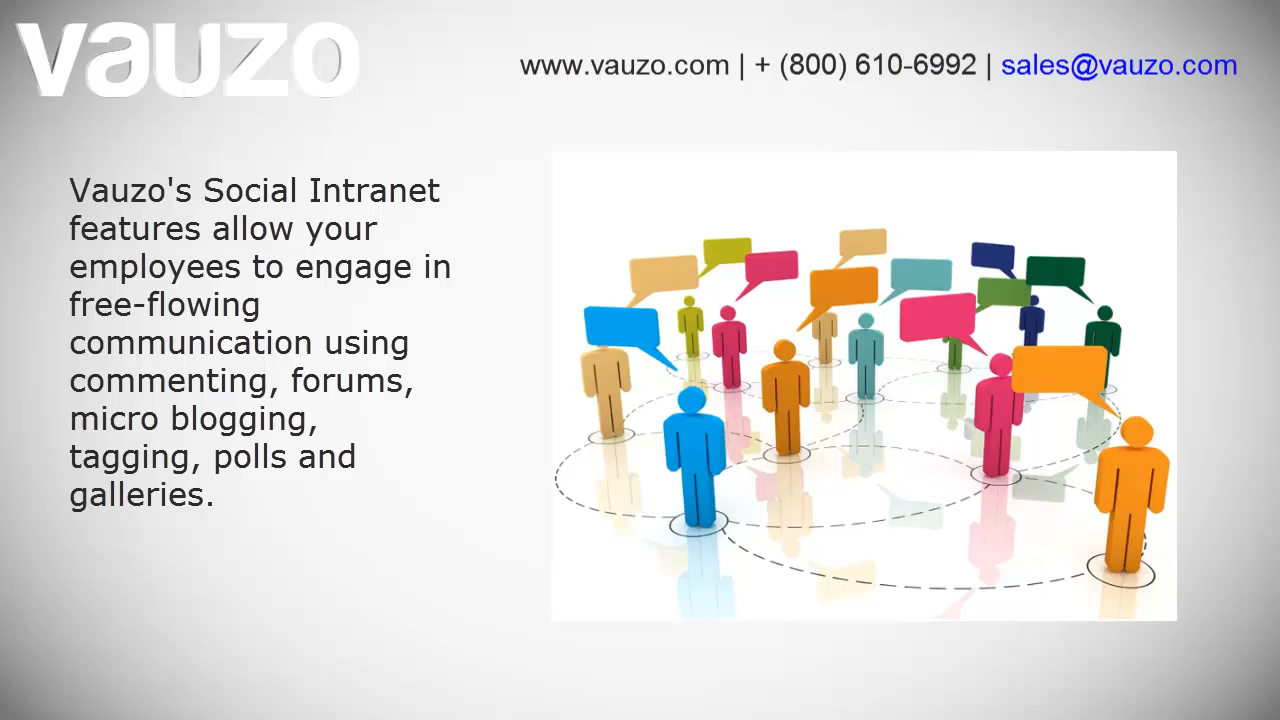 vauzo
www.vauzo.com | + (800) 610-6992 | sales@vauzo.com
Vauzo's Social Intranet
features allow your
employees to engage in
free-flowing
communication using
commenting, forums,
micro blogging,
tagging, polls and
galleries.